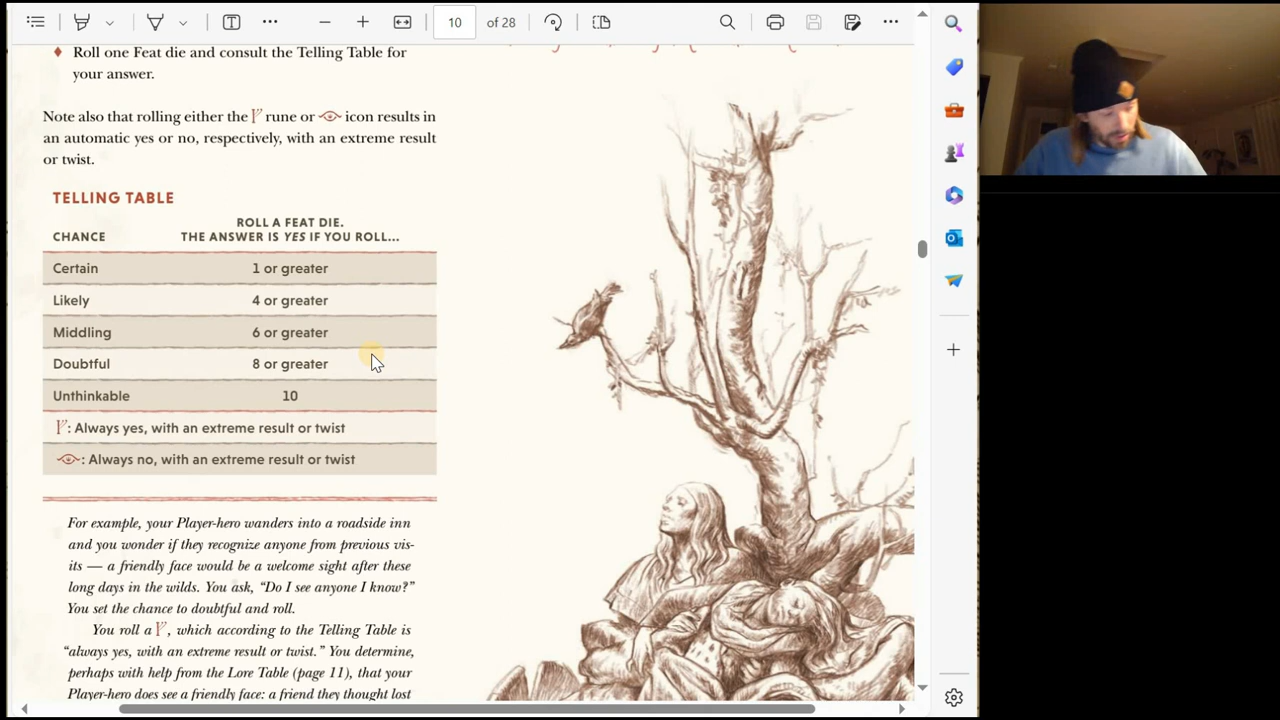 10 of 28
Roll one Feat die and consult the Telling Table for
your answer.
Note also that rolling either the rune or icon results in
an automatic yes or no, respectively, with an extreme result
or twist.
TELLING TABLE
ROLL A FEAT DIE.
CHANCE THE ANSWER IS YES IF YOU ROLL...
Certain 1 or greater
Likely 4 or greater
Middling 6 or greater
Doubtful 8 or greater
Unthinkable 10
: Always yes, with an extreme result or twist
: Always no, with an extreme result or twist
For example, your Player-hero wanders into a roadside inn
and you wonder if they recognize anyone from previous vis-
its — a friendly face would be a welcome sight after these
long days in the wilds. You ask, “Do I see anyone I know?”
You set the chance to doubtful and roll.
You roll a , which according to the Telling Table is
“always yes, with an extreme result or twist.” You determine,
perhaps with help from the Lore Table (page 11), that your
Player-hero does see a friendly face: a friend they thought lost